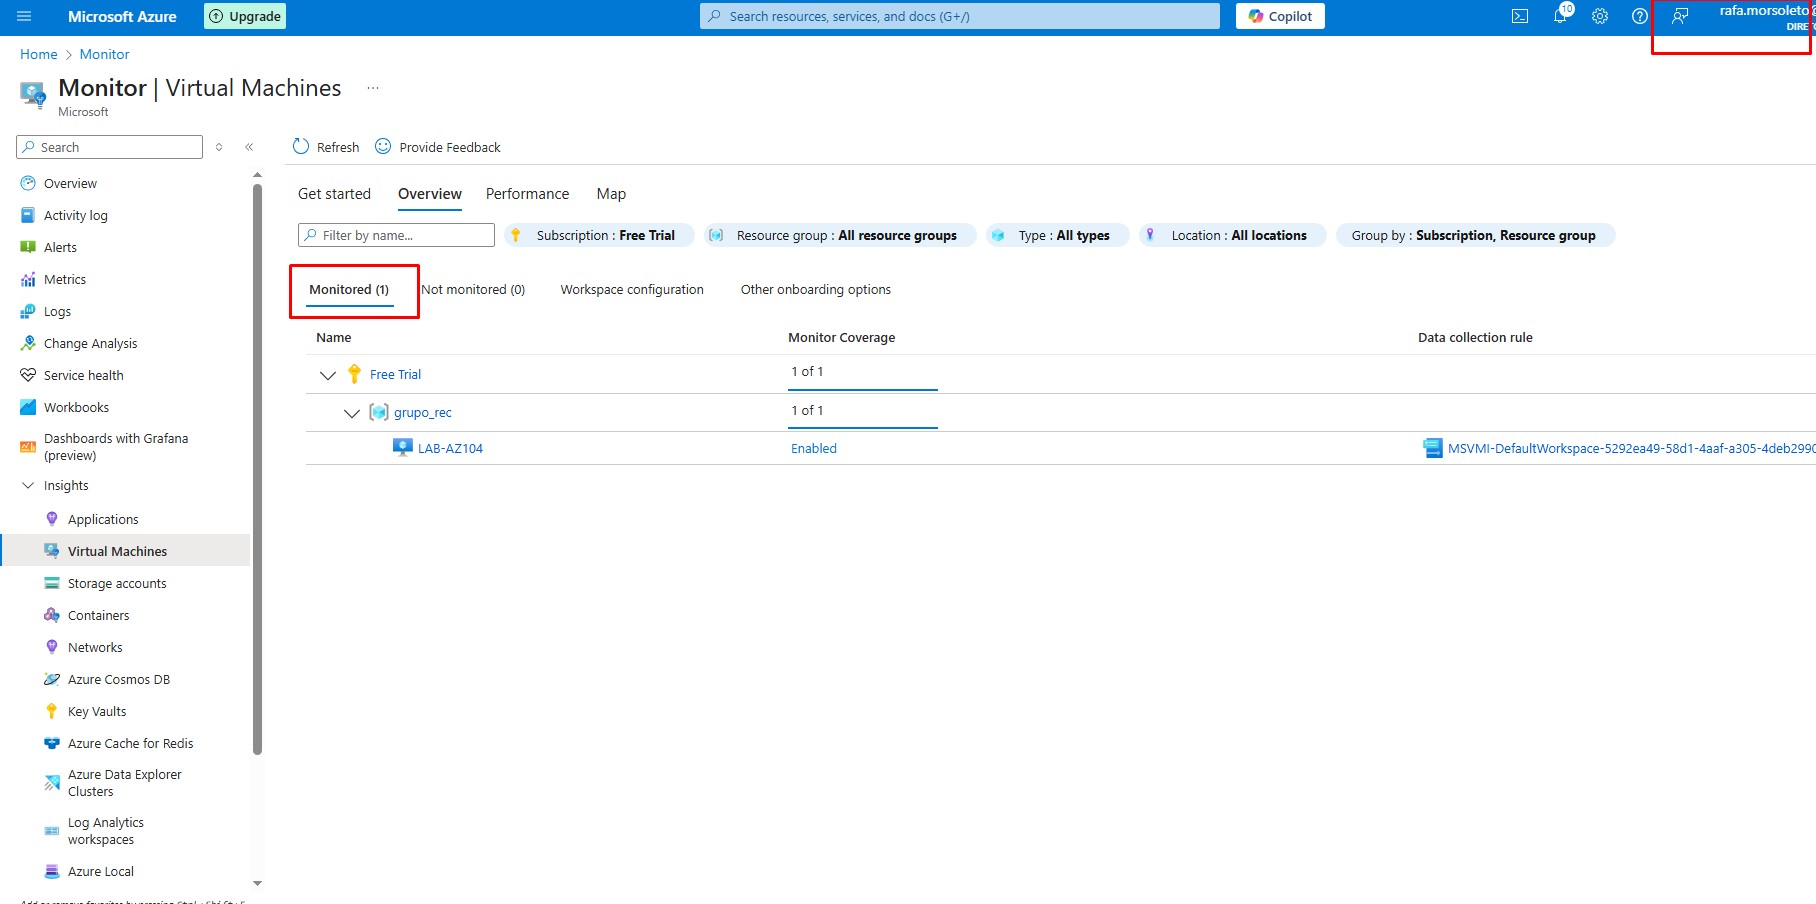 Microsoft Azure
Upgrade
Search resources, services, and docs (G+/)
Copilot
10
rafa.morsoleto@
Home > Monitor
Monitor | Virtual Machines ...
Microsoft
Search
Overview
Activity log
Alerts
Metrics
Logs
Change Analysis
Service health
Workbooks
Dashboards with Grafana
(preview)
Insights
Applications
Virtual Machines
Storage accounts
Containers
Networks
Azure Cosmos DB
Key Vaults
Azure Cache for Redis
Azure Data Explorer
Clusters
Log Analytics
workspaces
Azure Local
Refresh
Provide Feedback
Get started
Overview
Performance
Map
Filter by name...
Subscription : Free Trial
Resource group : All resource groups
Type : All types
Location : All locations
Group by : Subscription, Resource group
Monitored (1)
Not monitored (0)
Workspace configuration
Other onboarding options
Name
Monitor Coverage
Data collection rule
Free Trial
1 of 1
grupo_rec
1 of 1
LAB-AZ104
Enabled
MSVMI-DefaultWorkspace-5292ea49-58d1-4aaf-a305-4deb2990